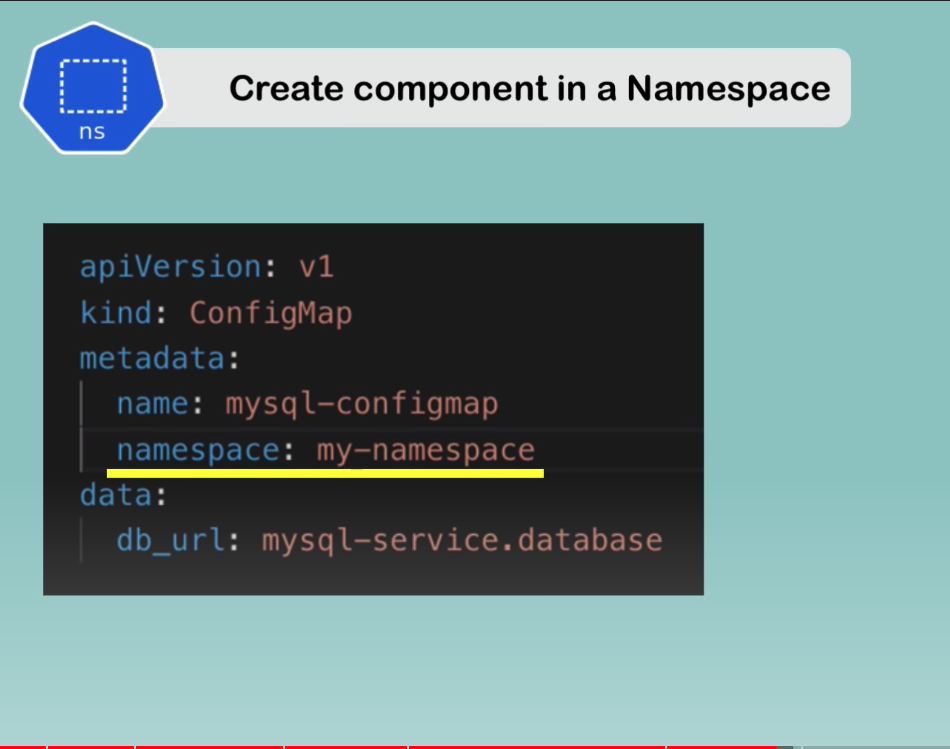 ns
Create component in a Namespace
apiVersion: v1
kind: ConfigMap
metadata:
  name: mysql-configmap
  namespace: my-namespace
data:
  db_url: mysql-service.database